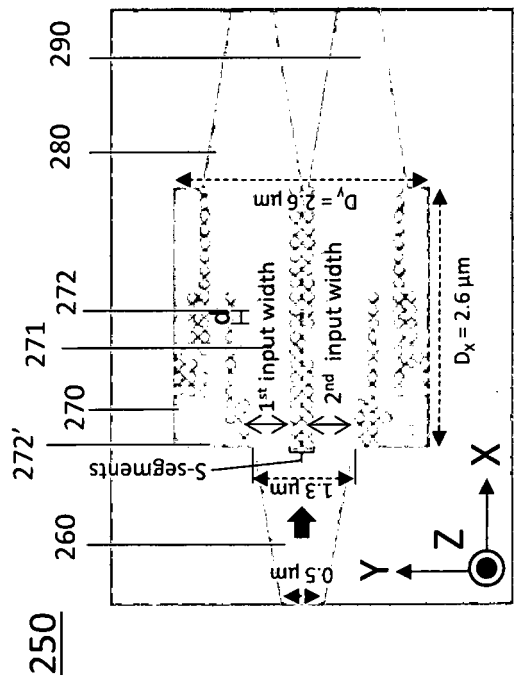 250
260
272'
270
271
272
280
290
S-segments
0.5 µm
1.3 µm
1st input width
2nd input width
d
Dy = 2.6 µm
Dx = 2.6 µm
Y
Z
X